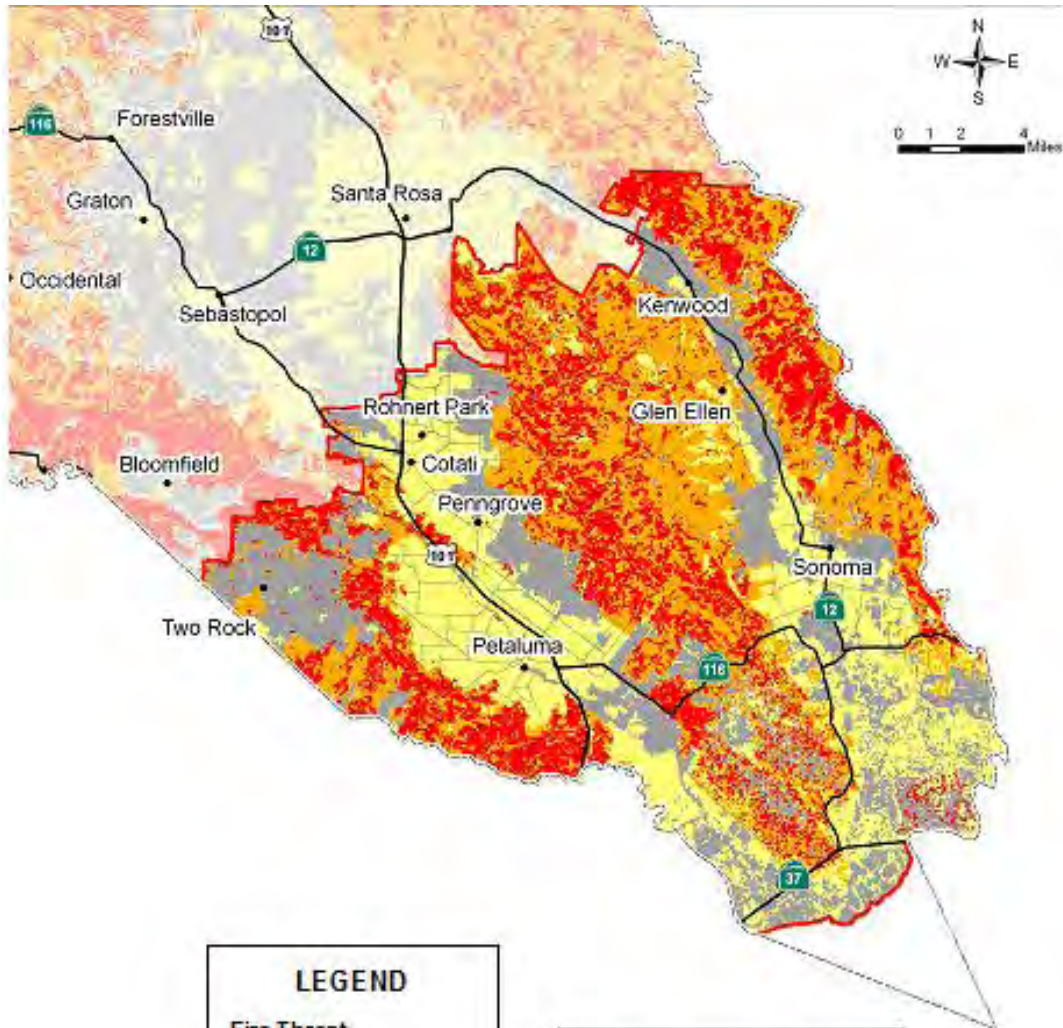 101
N
W E
S
0 1 2 4
Miles
116
Forestville
Graton
Santa Rosa
12
Occidental
Sebastopol
Kenwood
Rohnert Park
Glen Ellen
Cotati
Bloomfield
Penngrove
101
Sonoma
Two Rock
12
Petaluma
116
37
LEGEND
Fire Threat